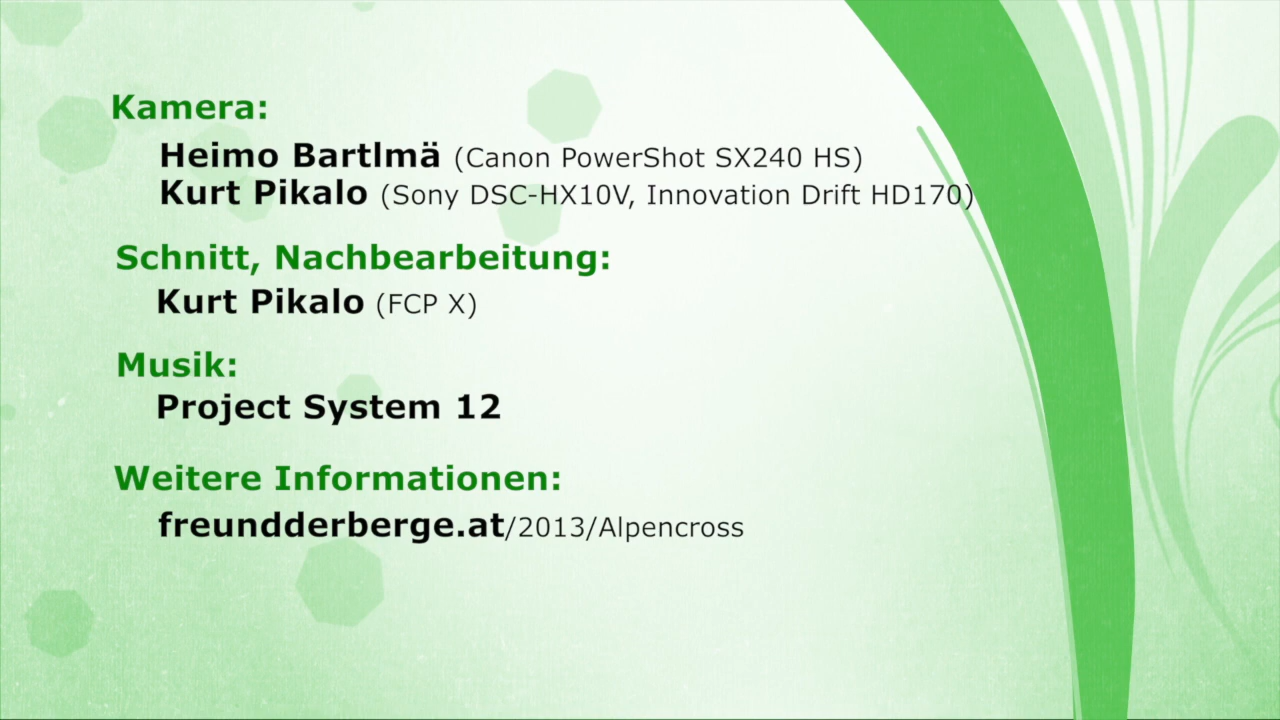 Kamera:
Heimo Bartlmä (Canon PowerShot SX240 HS)
Kurt Pikalo (Sony DSC-HX10V, Innovation Drift HD170)
Schnitt, Nachbearbeitung:
Kurt Pikalo (FCP X)
Musik:
Project System 12
Weitere Informationen:
freundderberge.at/2013/Alpencross